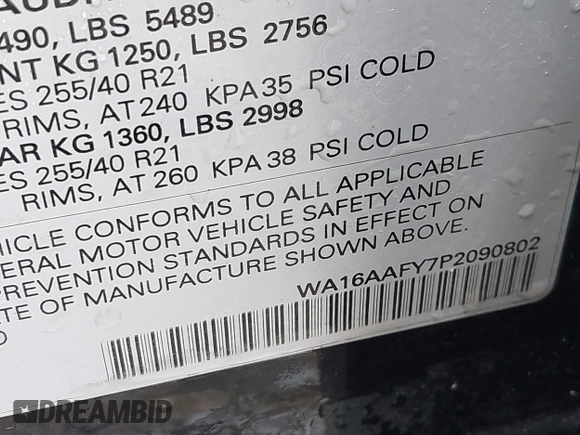 490, LBS 5489
NT KG 1250, LBS 2756
ES 255/40 R21
RIMS, AT 240 KPA 35 PSI COLD
AR KG 1360, LBS 2998
ES 255/40 R21
RIMS, AT 260 KPA 38 PSI COLD
HICLE CONFORMS TO ALL APPLICABLE
ERAL MOTOR VEHICLE SAFETY AND
PREVENTION STANDARDS IN EFFECT ON
TE OF MANUFACTURE SHOWN ABOVE.
WA16AAFY7P2090802
DREAMBID